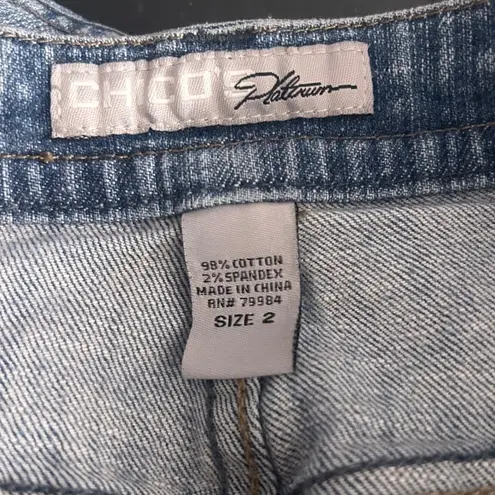 CHICO'S Platinum
98% COTTON
2% SPANDEX
MADE IN CHINA
RN# 79984
SIZE 2